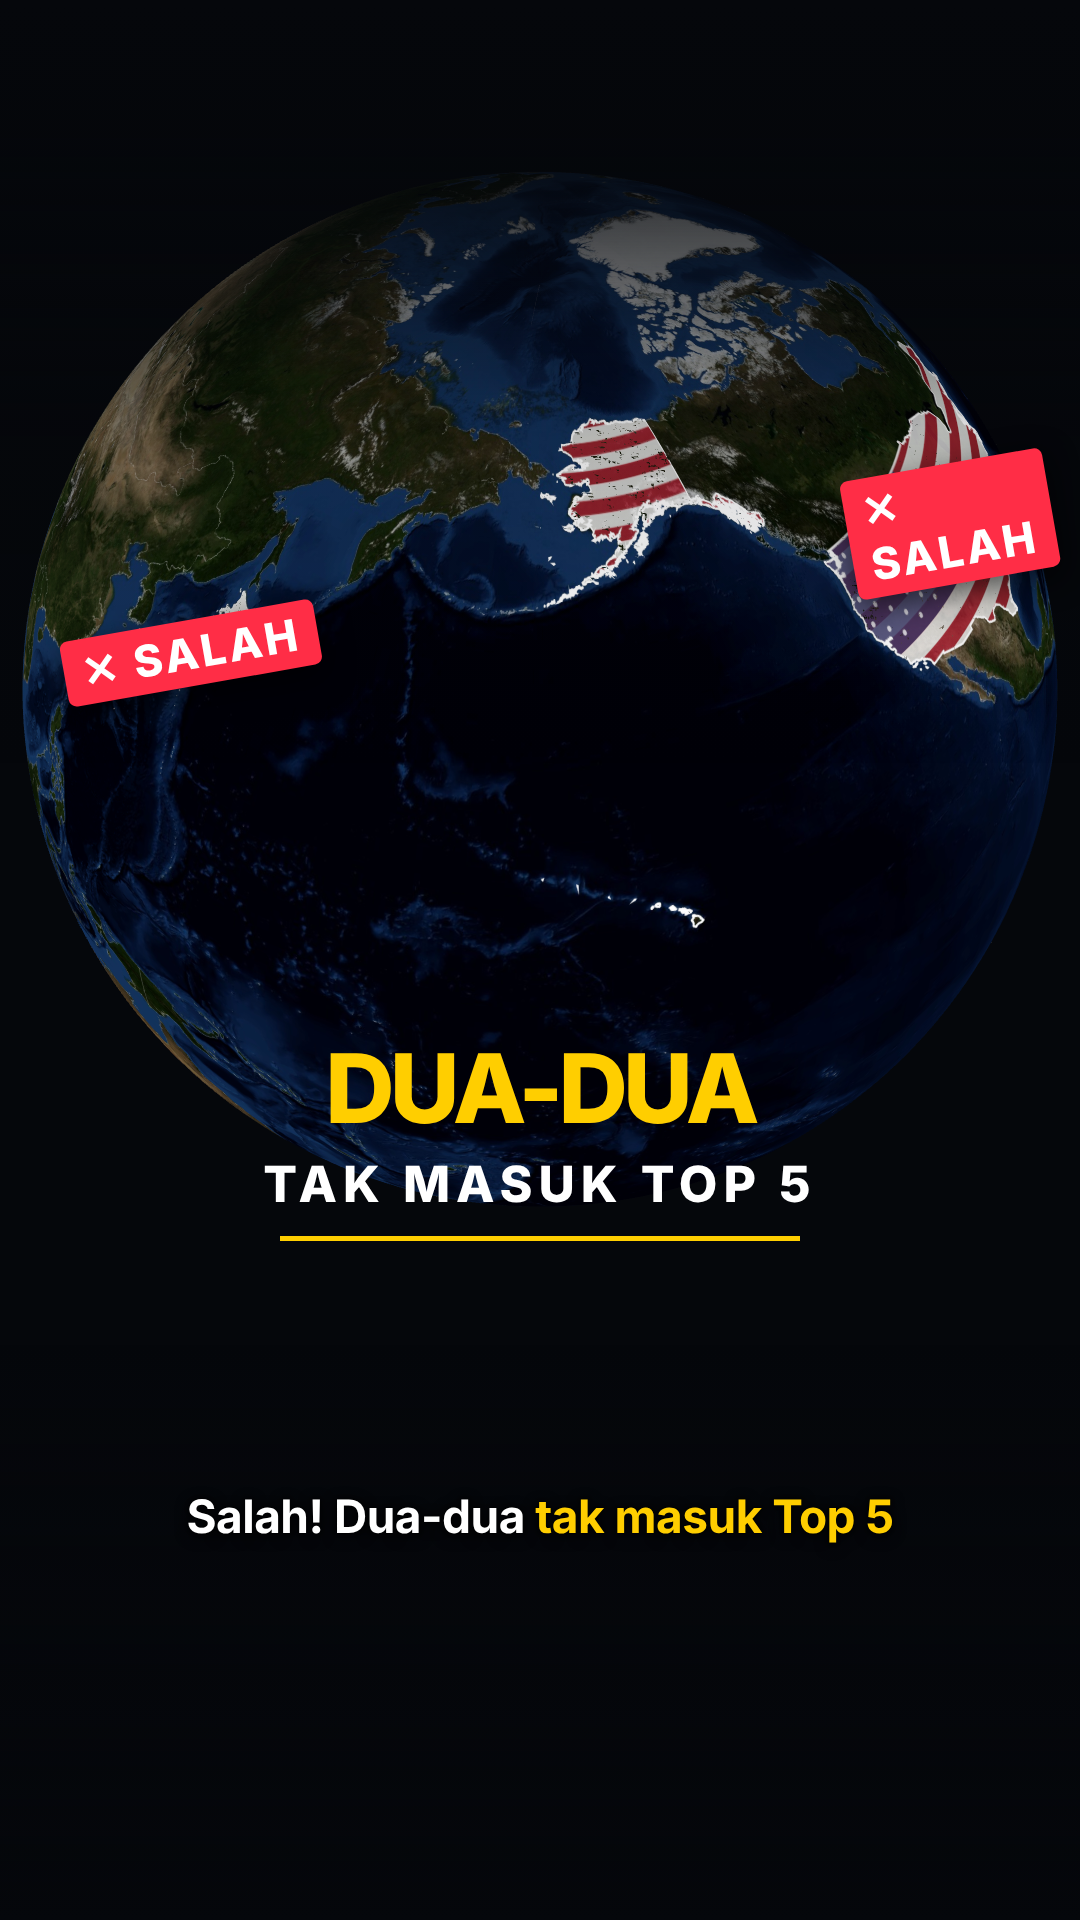 ✕
SALAH
✕ SALAH
DUA-DUA
TAK MASUK TOP 5
Salah! Dua-dua tak masuk Top 5